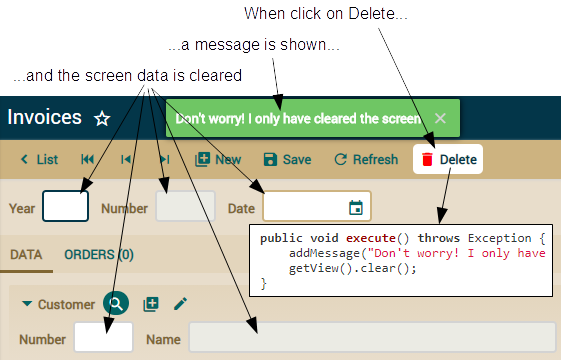 When click on Delete...
...a message is shown...
...and the screen data is cleared
Invoices
Don't worry! I only have cleared the screen
List New Save Refresh Delete
Year Number Date
public void execute() throws Exception {
addMessage("Don't worry! I only have
getView().clear();
}
DATA ORDERS (0)
Customer
Number Name